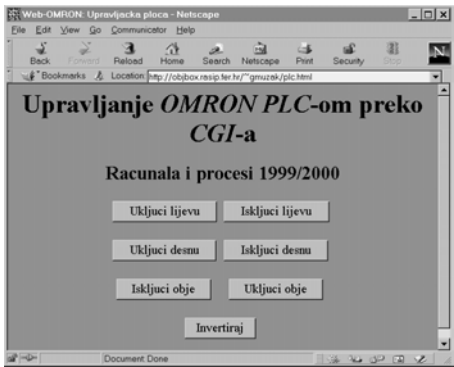 Web-OMRON: Upravljacka ploca - Netscape
File Edit View Go Communicator Help
Back Forward Reload Home Search Netscape Print Security Stop
Bookmarks Location http://objbox.rasip.fer.hr/~gmuzak/plc.html
Upravljanje OMRON PLC-om preko
CGI-a
Racunala i procesi 1999/2000
Ukljuci lijevu Iskljuci lijevu
Ukljuci desnu Iskljuci desnu
Iskljuci obje Ukljuci obje
Invertiraj
Document Done